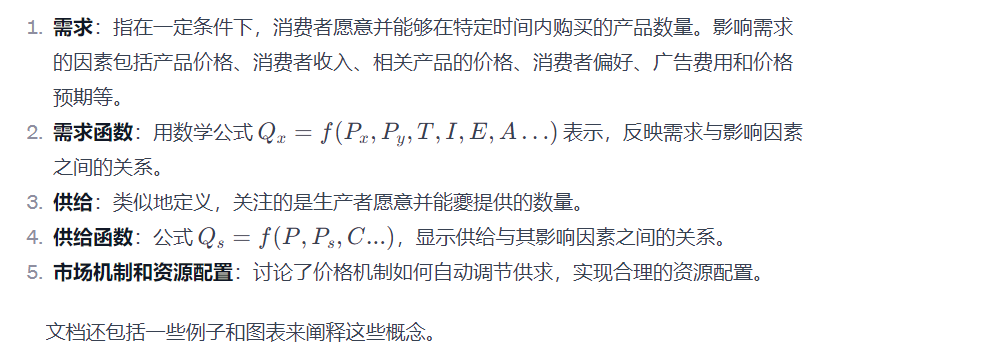 1. 需求：指在一定条件下，消费者愿意并能够在特定时间内购买的产品数量。影响需求
的因素包括产品价格、消费者收入、相关产品的价格、消费者偏好、广告费用和价格
预期等。
2. 需求函数：用数学公式 Qₓ = f(Pₓ, Pᵧ, T, I, E, A . . .) 表示，反映需求与影响因素
之间的关系。
3. 供给：类似地定义，关注的是生产者愿意并能夔提供的数量。
4. 供给函数：公式 Qₛ = f(P, Pₛ, C...)，显示供给与其影响因素之间的关系。
5. 市场机制和资源配置：讨论了价格机制如何自动调节供求，实现合理的资源配置。
文档还包括一些例子和图表来阐释这些概念。